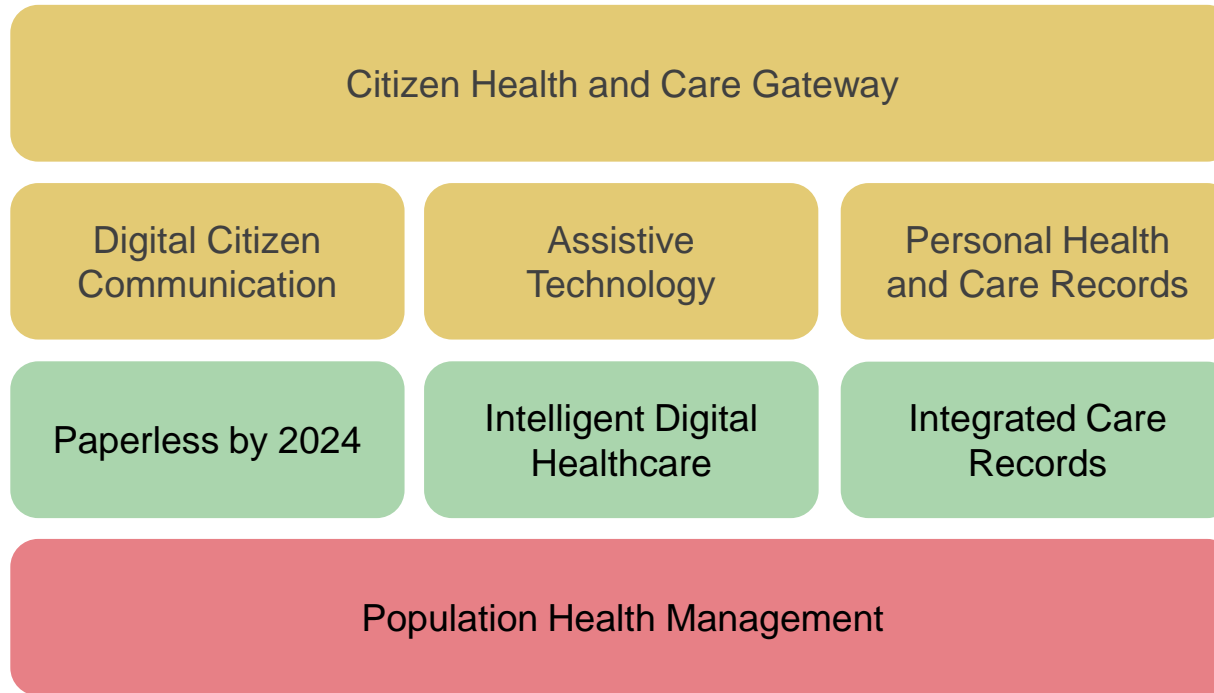 Citizen Health and Care Gateway
Digital Citizen
Communication
Assistive
Technology
Personal Health
and Care Records
Paperless by 2024
Intelligent Digital
Healthcare
Integrated Care
Records
Population Health Management